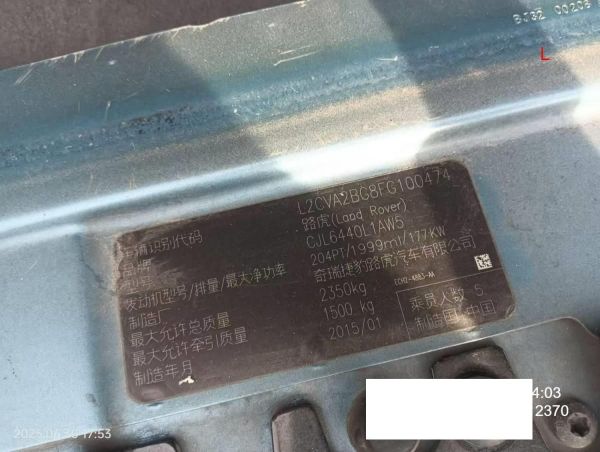 L
车辆识别代码 L2CVA2BG8FG100474
品牌 路虎(Land Rover)
型号 CJL6440L1AW5
发动机型号/排量/最大净功率 204PT/1999ml/177KW
制造厂 奇瑞捷豹路虎汽车有限公司
最大允许总质量 2350kg
最大允许牵引质量 1500 kg
制造年月 2015/01
乘员人数 5
制造国 中国
4:03
2370
2025.06.30 17:53